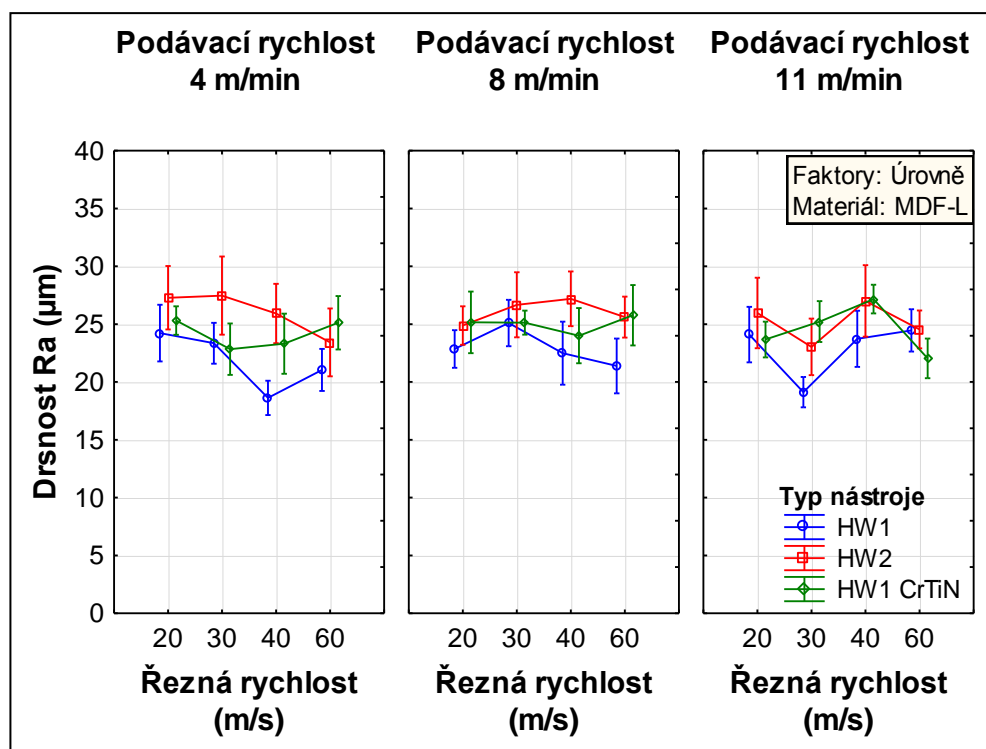 Podávací rychlost
4 m/min
Podávací rychlost
8 m/min
Podávací rychlost
11 m/min
Drsnost Ra (µm)
40
35
30
25
20
15
10
5
0
Faktory: Úrovně
Materiál: MDF-L
Typ nástroje
HW1
HW2
HW1 CrTiN
20 30 40 60
20 30 40 60
20 30 40 60
Řezná rychlost
(m/s)
Řezná rychlost
(m/s)
Řezná rychlost
(m/s)